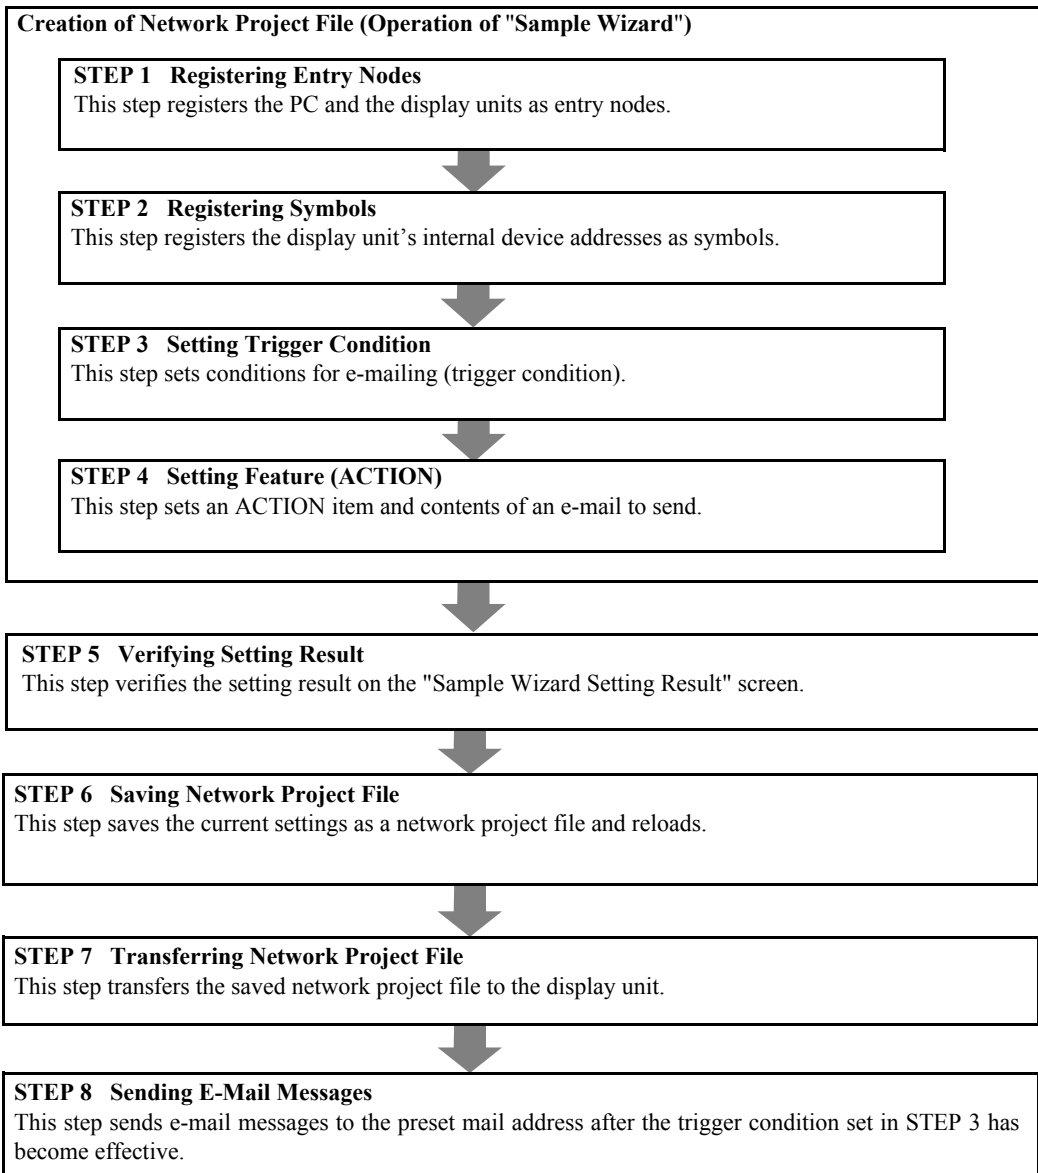 Creation of Network Project File (Operation of "Sample Wizard")
STEP 1 Registering Entry Nodes
This step registers the PC and the display units as entry nodes.
STEP 2 Registering Symbols
This step registers the display unit’s internal device addresses as symbols.
STEP 3 Setting Trigger Condition
This step sets conditions for e-mailing (trigger condition).
STEP 4 Setting Feature (ACTION)
This step sets an ACTION item and contents of an e-mail to send.
STEP 5 Verifying Setting Result
This step verifies the setting result on the "Sample Wizard Setting Result" screen.
STEP 6 Saving Network Project File
This step saves the current settings as a network project file and reloads.
STEP 7 Transferring Network Project File
This step transfers the saved network project file to the display unit.
STEP 8 Sending E-Mail Messages
This step sends e-mail messages to the preset mail address after the trigger condition set in STEP 3 has
become effective.